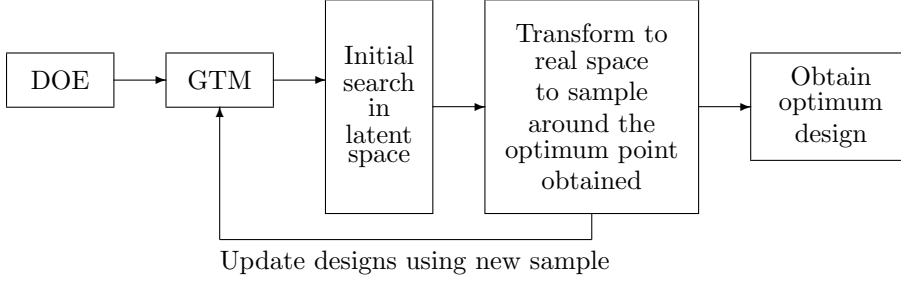 DOE
GTM
Initial
search
in
latent
space
Transform to
real space
to sample
around the
optimum point
obtained
Obtain
optimum
design
Update designs using new sample